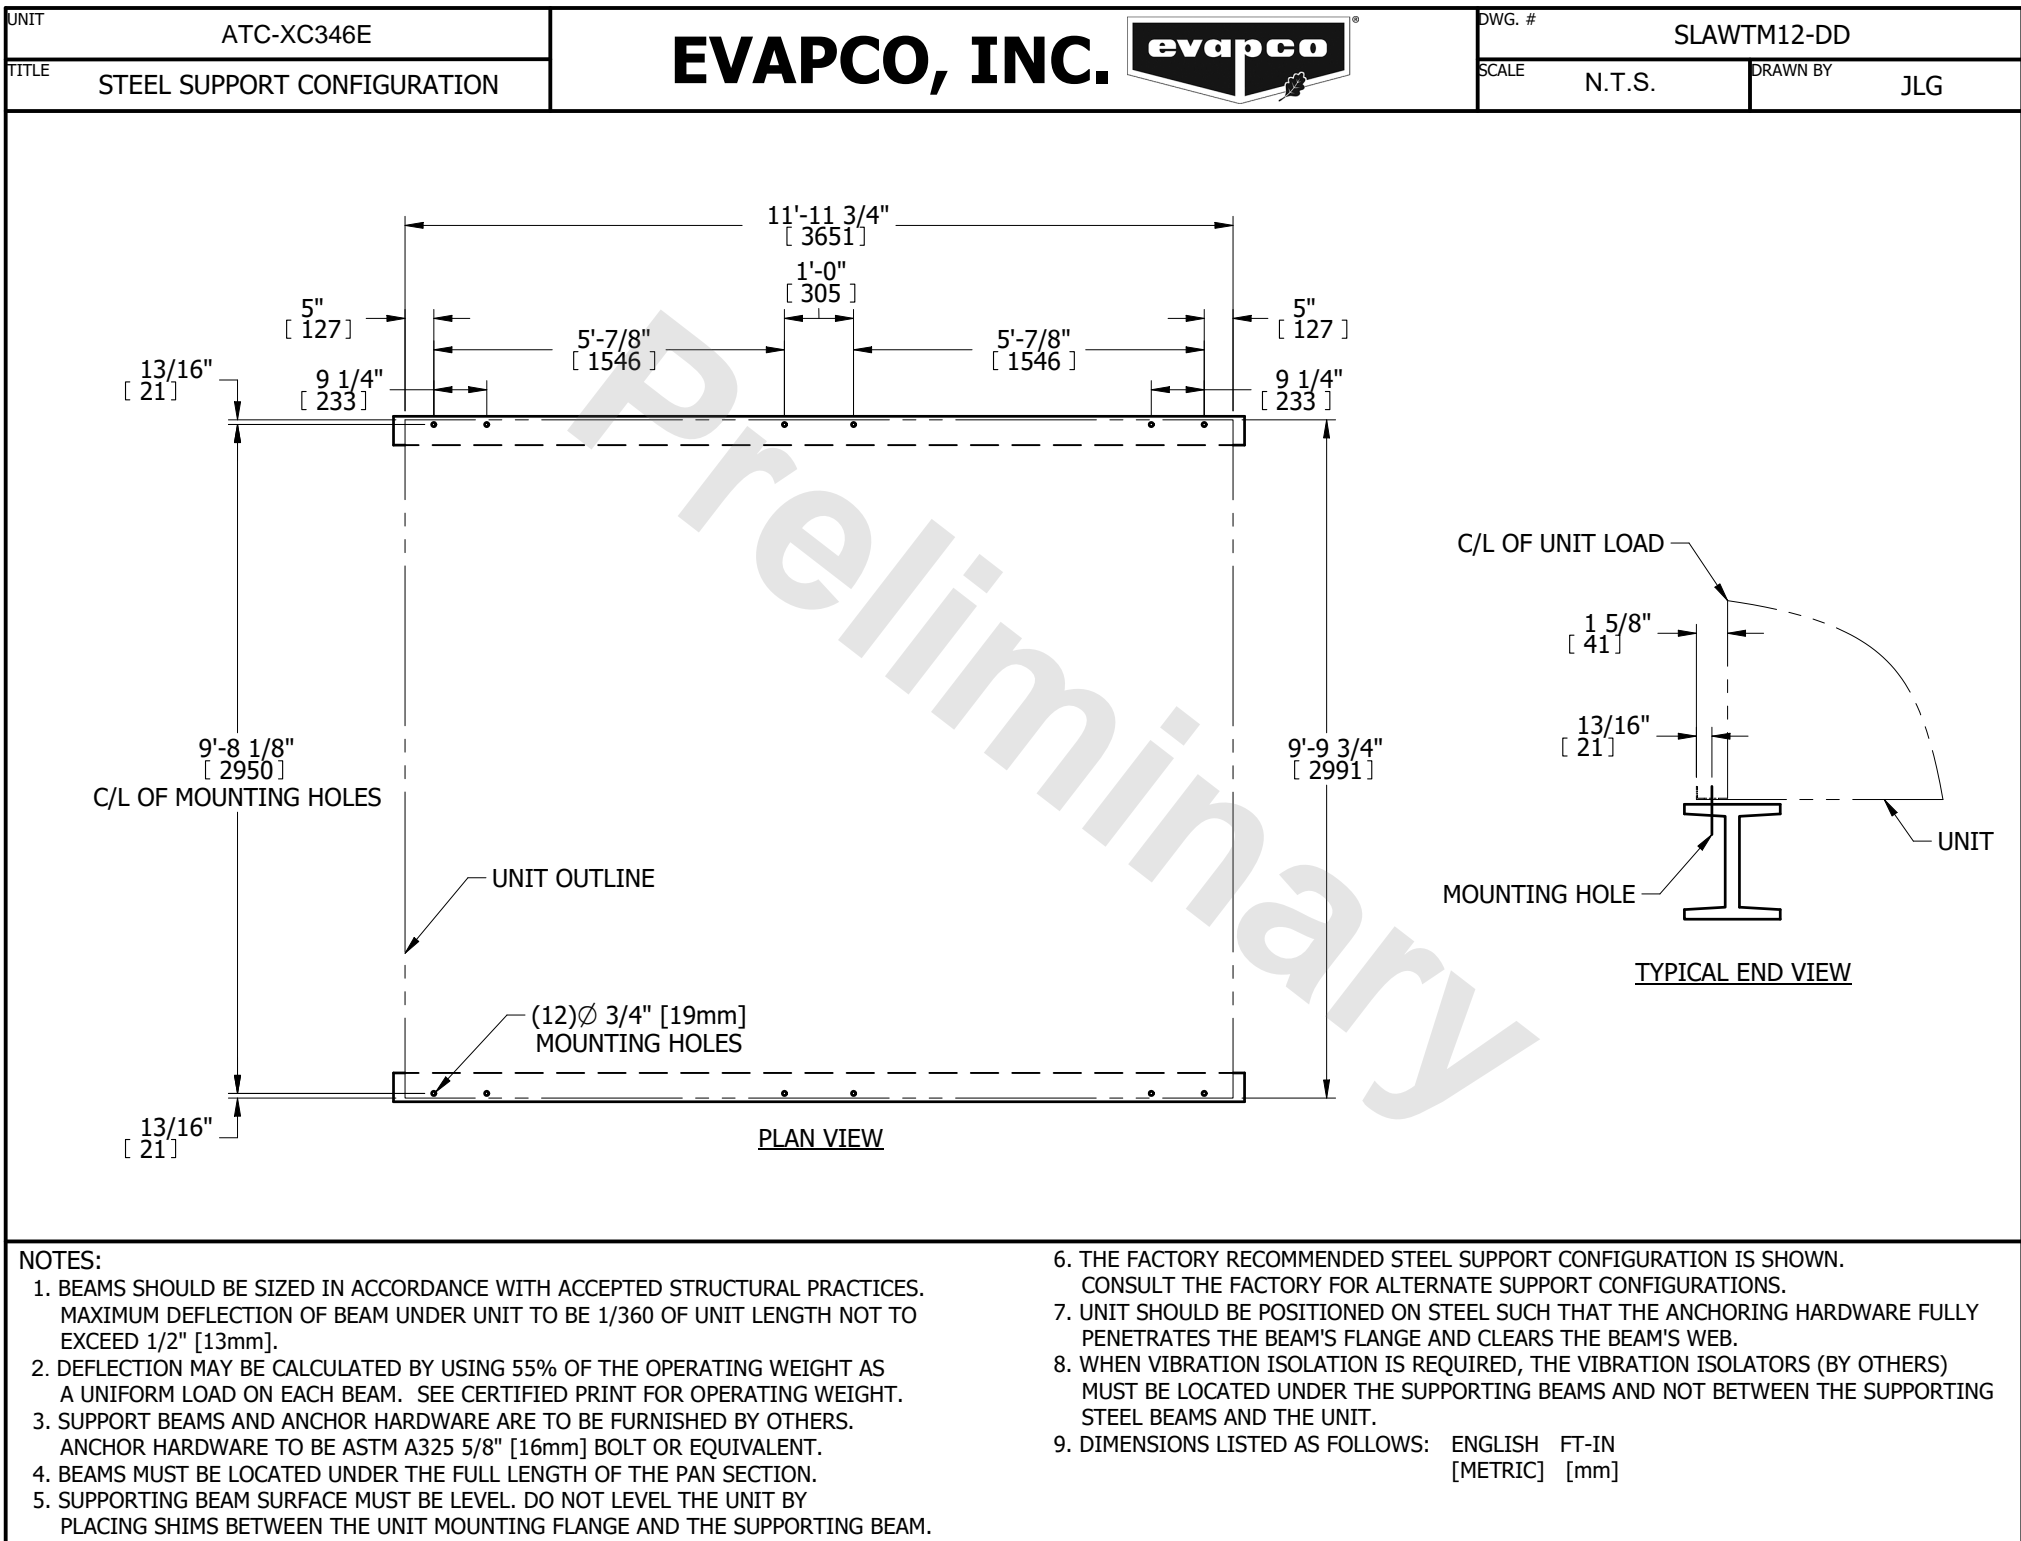 UNIT
ATC-XC346E
TITLE
STEEL SUPPORT CONFIGURATION
EVAPCO, INC.
evapco
®
DWG. #
SLAWTM12-DD
SCALE
N.T.S.
DRAWN BY
JLG
11'-11 3/4"
[ 3651 ]
1'-0"
[ 305 ]
5"
[ 127 ]
5'-7/8"
[ 1546 ]
5'-7/8"
[ 1546 ]
5"
[ 127 ]
13/16"
[ 21 ]
9 1/4"
[ 233 ]
9 1/4"
[ 233 ]
Preliminary
9'-8 1/8"
[ 2950 ]
C/L OF MOUNTING HOLES
9'-9 3/4"
[ 2991 ]
UNIT OUTLINE
(12)Ø 3/4" [19mm]
MOUNTING HOLES
13/16"
[ 21 ]
PLAN VIEW
C/L OF UNIT LOAD
1 5/8"
[ 41 ]
13/16"
[ 21 ]
UNIT
MOUNTING HOLE
TYPICAL END VIEW
NOTES:
1. BEAMS SHOULD BE SIZED IN ACCORDANCE WITH ACCEPTED STRUCTURAL PRACTICES.
MAXIMUM DEFLECTION OF BEAM UNDER UNIT TO BE 1/360 OF UNIT LENGTH NOT TO
EXCEED 1/2" [13mm].
2. DEFLECTION MAY BE CALCULATED BY USING 55% OF THE OPERATING WEIGHT AS
A UNIFORM LOAD ON EACH BEAM. SEE CERTIFIED PRINT FOR OPERATING WEIGHT.
3. SUPPORT BEAMS AND ANCHOR HARDWARE ARE TO BE FURNISHED BY OTHERS.
ANCHOR HARDWARE TO BE ASTM A325 5/8" [16mm] BOLT OR EQUIVALENT.
4. BEAMS MUST BE LOCATED UNDER THE FULL LENGTH OF THE PAN SECTION.
5. SUPPORTING BEAM SURFACE MUST BE LEVEL. DO NOT LEVEL THE UNIT BY
PLACING SHIMS BETWEEN THE UNIT MOUNTING FLANGE AND THE SUPPORTING BEAM.
6. THE FACTORY RECOMMENDED STEEL SUPPORT CONFIGURATION IS SHOWN.
CONSULT THE FACTORY FOR ALTERNATE SUPPORT CONFIGURATIONS.
7. UNIT SHOULD BE POSITIONED ON STEEL SUCH THAT THE ANCHORING HARDWARE FULLY
PENETRATES THE BEAM'S FLANGE AND CLEARS THE BEAM'S WEB.
8. WHEN VIBRATION ISOLATION IS REQUIRED, THE VIBRATION ISOLATORS (BY OTHERS)
MUST BE LOCATED UNDER THE SUPPORTING BEAMS AND NOT BETWEEN THE SUPPORTING
STEEL BEAMS AND THE UNIT.
9. DIMENSIONS LISTED AS FOLLOWS: ENGLISH FT-IN
[METRIC] [mm]